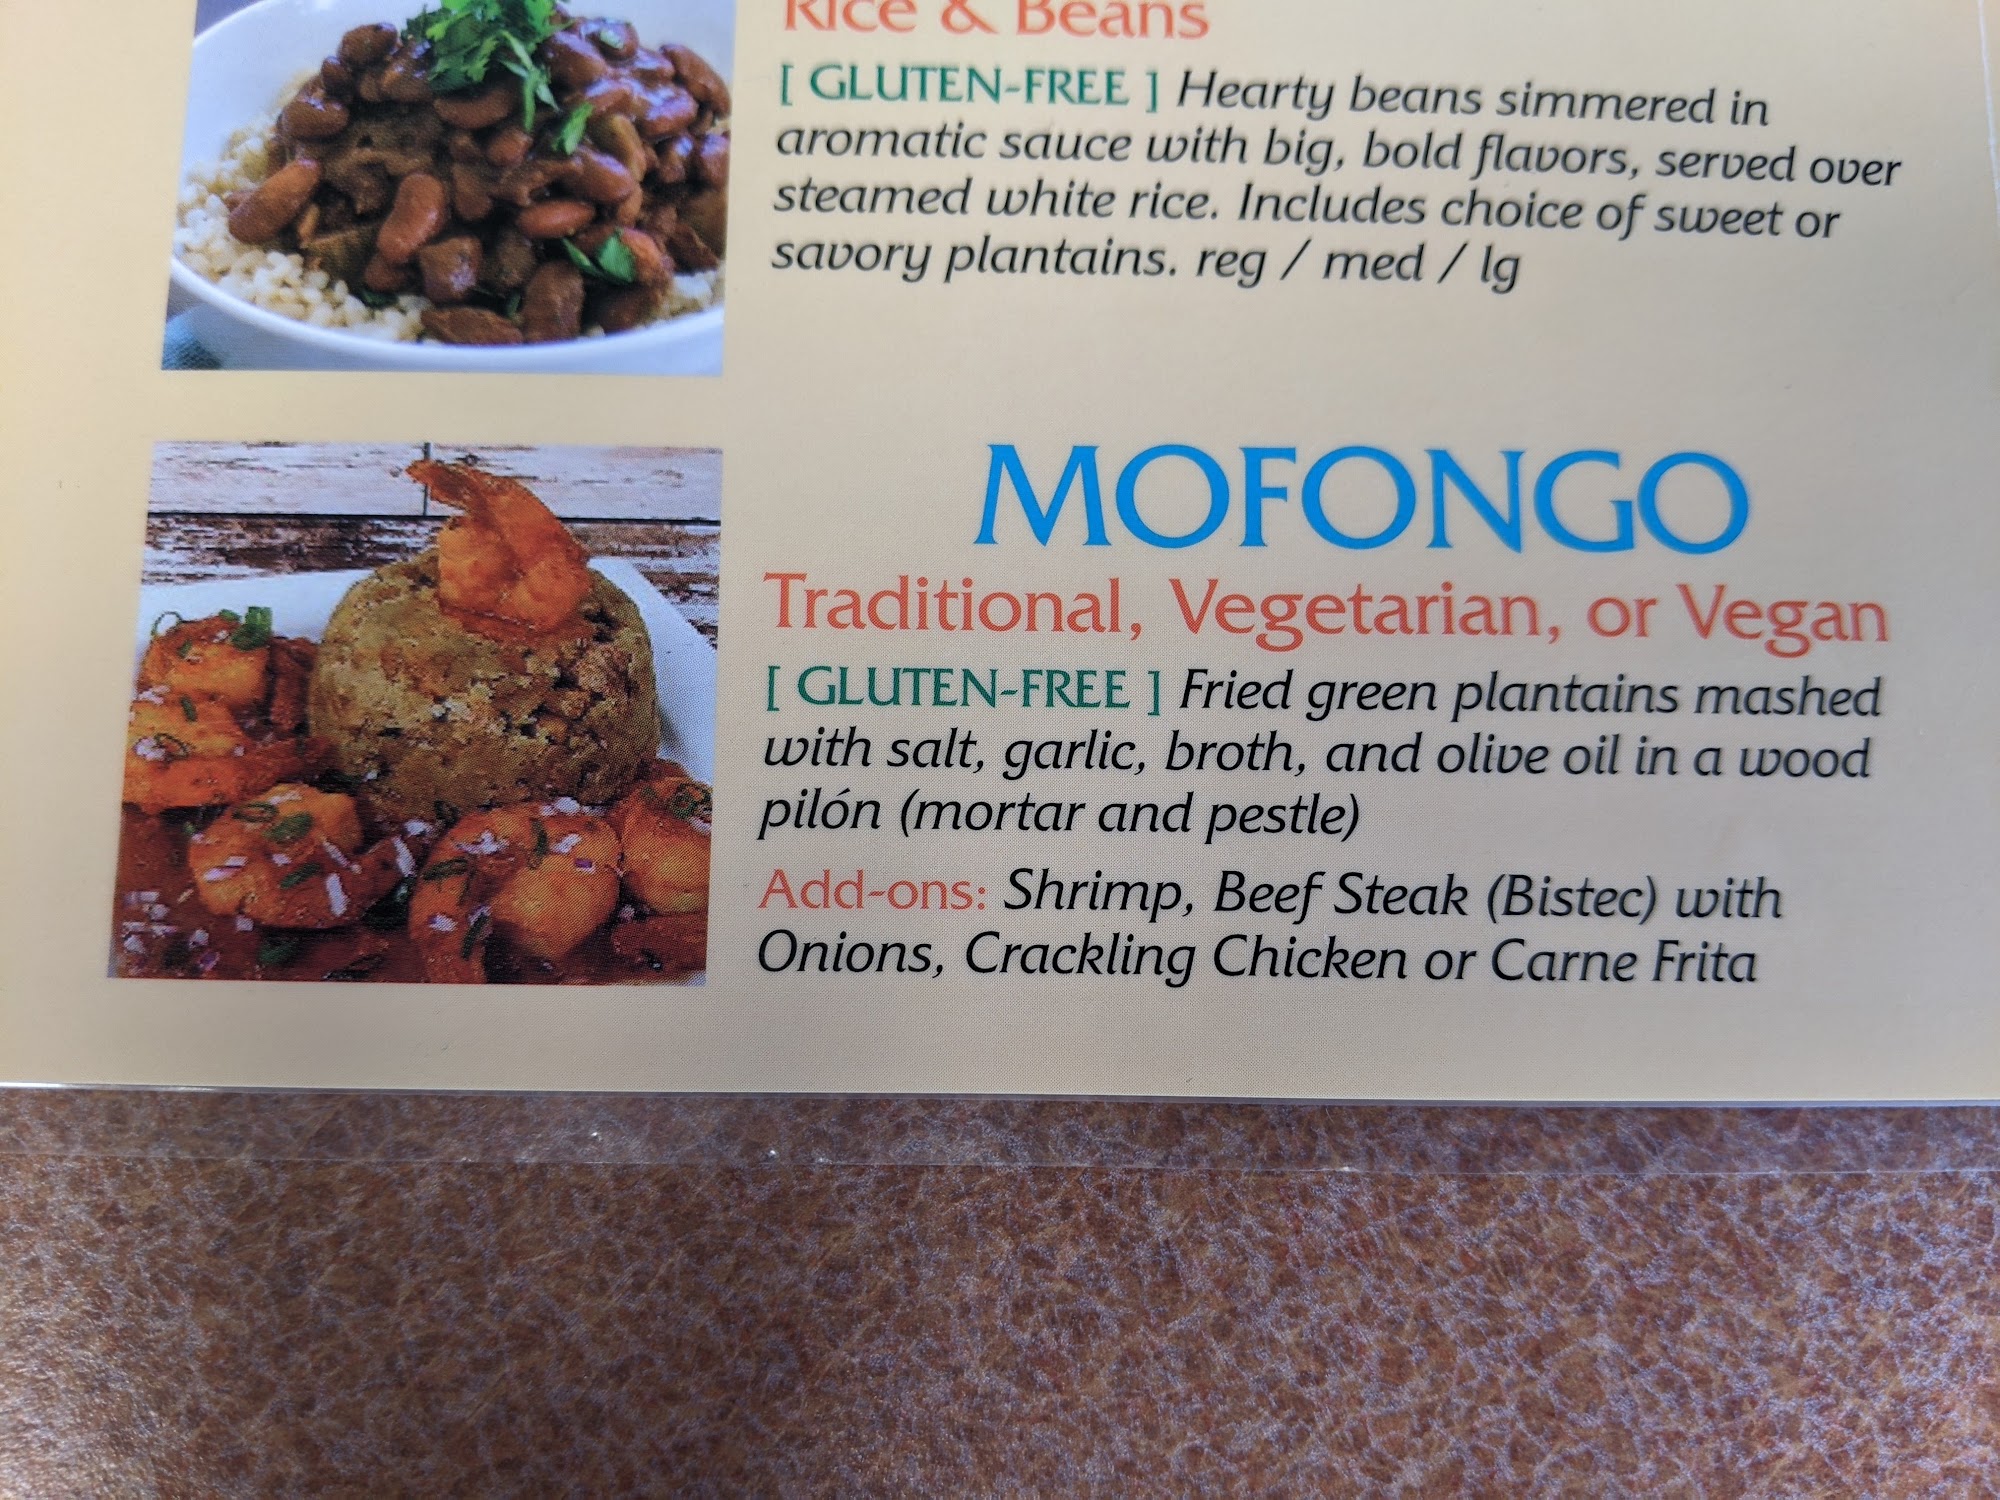 Rice & Beans
[ GLUTEN-FREE ] Hearty beans simmered in
aromatic sauce with big, bold flavors, served over
steamed white rice. Includes choice of sweet or
savory plantains. reg / med / lg
MOFONGO
Traditional, Vegetarian, or Vegan
[ GLUTEN-FREE ] Fried green plantains mashed
with salt, garlic, broth, and olive oil in a wood
pilón (mortar and pestle)
Add-ons: Shrimp, Beef Steak (Bistec) with
Onions, Crackling Chicken or Carne Frita